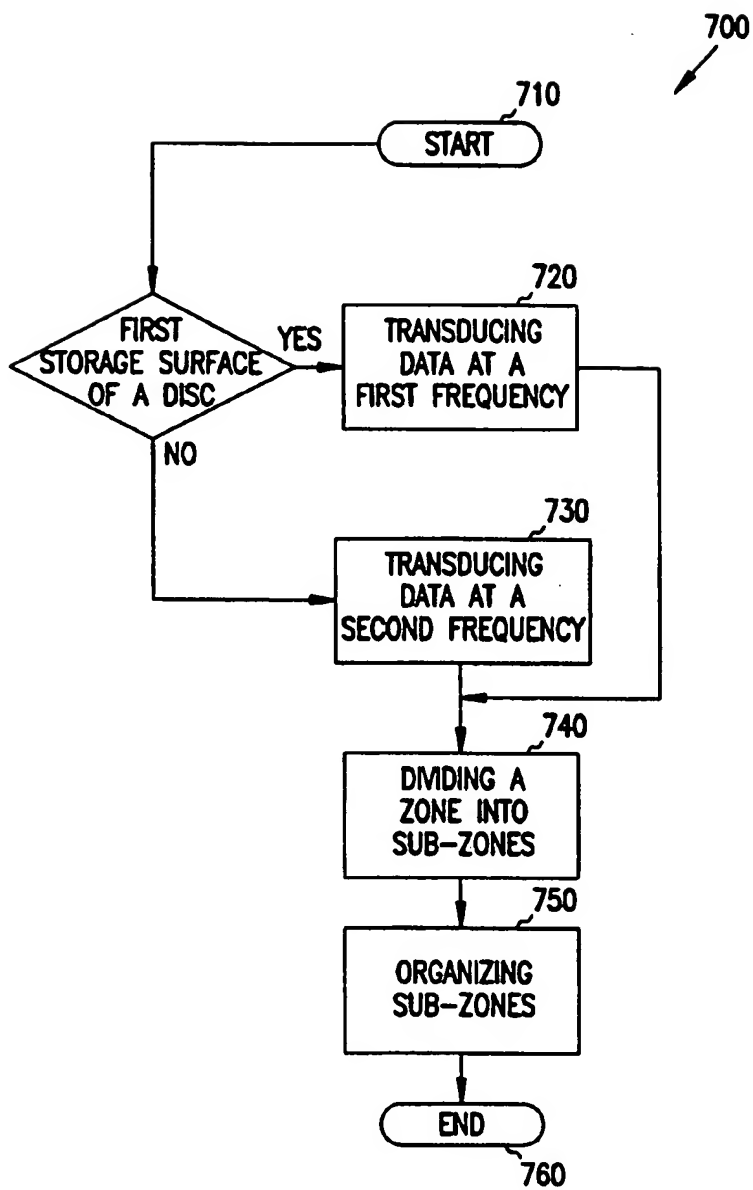 700
710
START
FIRST
STORAGE SURFACE
OF A DISC
YES
NO
720
TRANSDUCING
DATA AT A
FIRST FREQUENCY
730
TRANSDUCING
DATA AT A
SECOND FREQUENCY
740
DIVIDING A
ZONE INTO
SUB-ZONES
750
ORGANIZING
SUB-ZONES
END
760